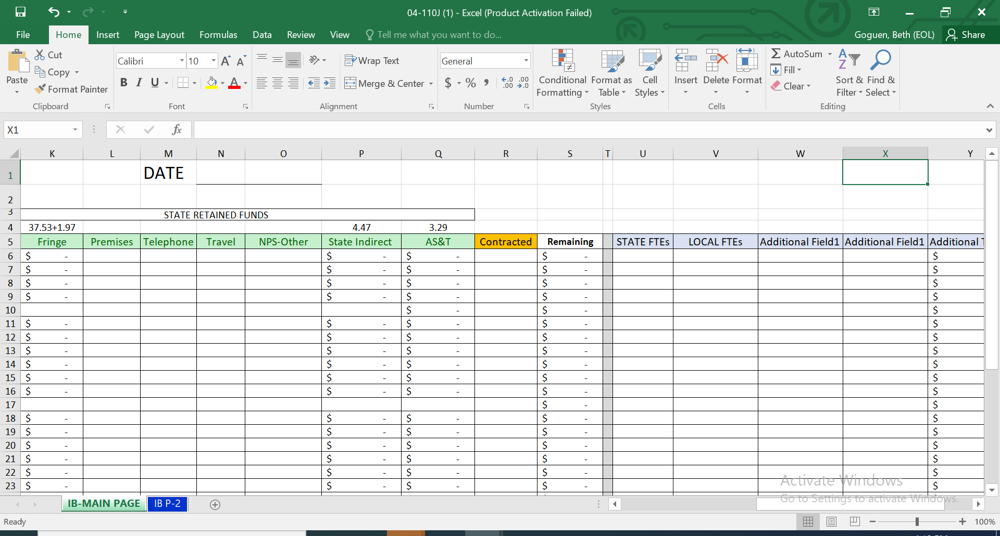 04-110J (1) - Excel (Product Activation Failed)
File Home Insert Page Layout Formulas Data Review View Tell me what you want to do... Goguen, Beth (EOL) Share
Paste Cut Copy Format Painter
Clipboard
Calibri 10 A A
B I U A
Font
Wrap Text
Merge & Center
Alignment
General
$ % , .0 .00 .00 .0
Number
Conditional Formatting
Format as Table
Cell Styles
Styles
Insert Delete Format
Cells
AutoSum
Fill
Clear
Sort & Filter
Find & Select
Editing
X1 fx
K L M N O P Q R S T U V W X Y
1 DATE
2
3 STATE RETAINED FUNDS
4 37.53+1.97 4.47 3.29
5 Fringe Premises Telephone Travel NPS-Other State Indirect AS&T Contracted Remaining STATE FTEs LOCAL FTEs Additional Field1 Additional Field1 Additional
6 $ - $ - $ - $ - $
7 $ - $ - $ - $ - $
8 $ - $ - $ - $ - $
9 $ - $ - $ - $ - $
10 $ - $ - $
11 $ - $ - $ - $ - $
12 $ - $ - $ - $ - $
13 $ - $ - $ - $ - $
14 $ - $ - $ - $ - $
15 $ - $ - $ - $ - $
16 $ - $ - $ - $ - $
17 $ - $
18 $ - $ - $ - $ - $
19 $ - $ - $ - $ - $
20 $ - $ - $ - $ - $
21 $ - $ - $ - $ - $
22 $ - $ - $ - $ - $
23 $ - $ - $ - $ - $
Activate Windows
Go to Settings to activate Windows.
IB-MAIN PAGE IB P-2
Ready 100%